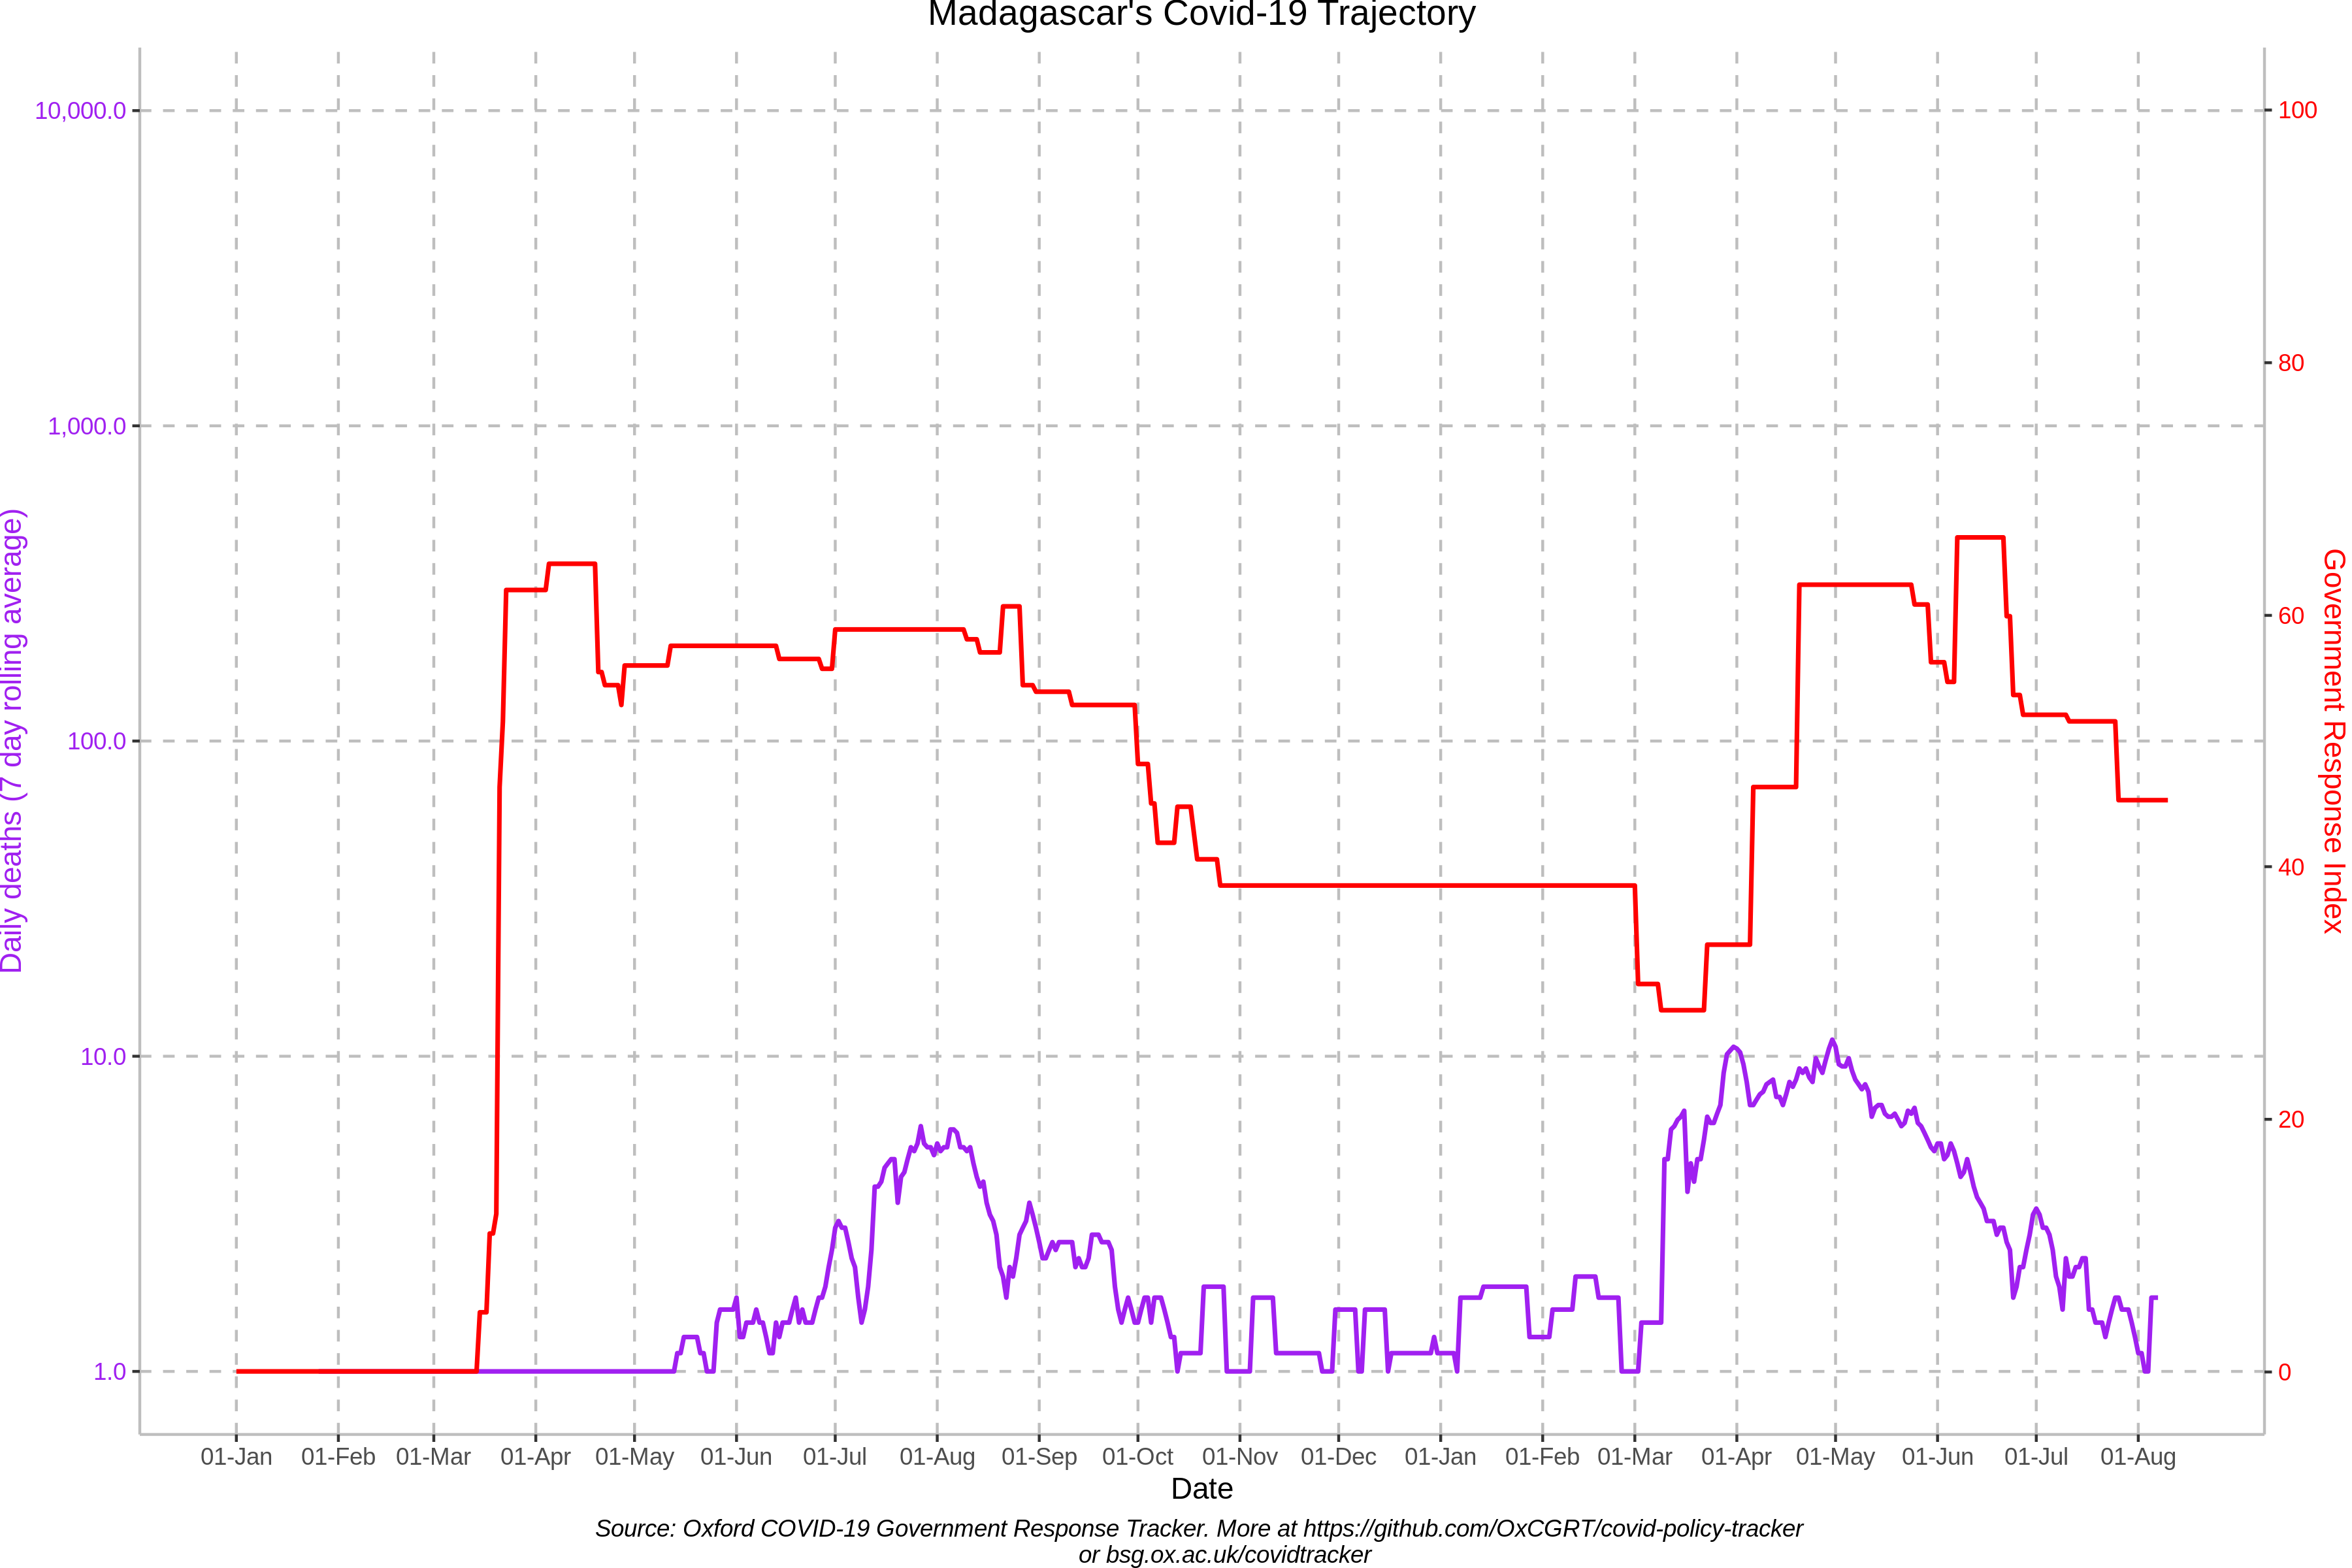 Madagascar's Covid-19 Trajectory
10,000.0
1,000.0
100.0
10.0
1.0
Daily deaths (7 day rolling average)
100
80
60
40
20
0
Government Response Index
01-Jan 01-Feb 01-Mar 01-Apr 01-May 01-Jun 01-Jul 01-Aug 01-Sep 01-Oct 01-Nov 01-Dec 01-Jan 01-Feb 01-Mar 01-Apr 01-May 01-Jun 01-Jul 01-Aug
Date
Source: Oxford COVID-19 Government Response Tracker. More at https://github.com/OxCGRT/covid-policy-tracker
or bsg.ox.ac.uk/covidtracker